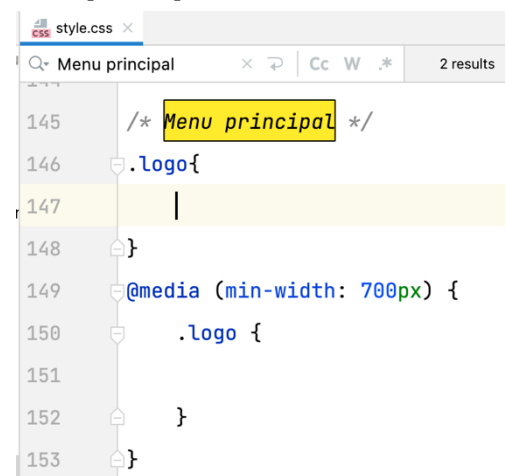 style.css
Menu principal Cc W .* 2 results
144
145 /* Menu principal */
146 .logo{
147
148 }
149 @media (min-width: 700px) {
150 .logo {
151
152 }
153 }